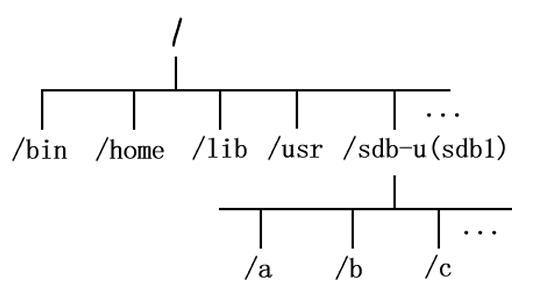 /
...
/bin /home /lib /usr /sdb-u(sdb1)
...
/a /b /c